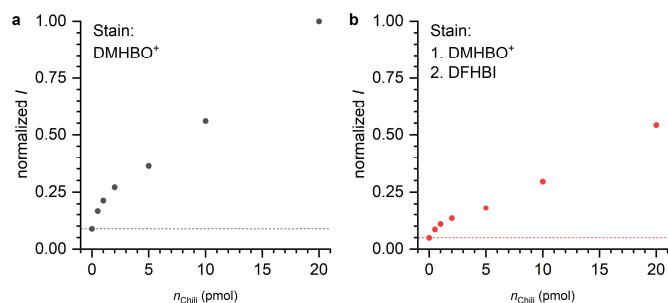 a
Stain:
DMHBO⁺
normalized I
1.00
0.75
0.50
0.25
0.00
0 5 10 15 20
nChili (pmol)
b
Stain:
1. DMHBO⁺
2. DFHBI
normalized I
1.00
0.75
0.50
0.25
0.00
0 5 10 15 20
nChili (pmol)